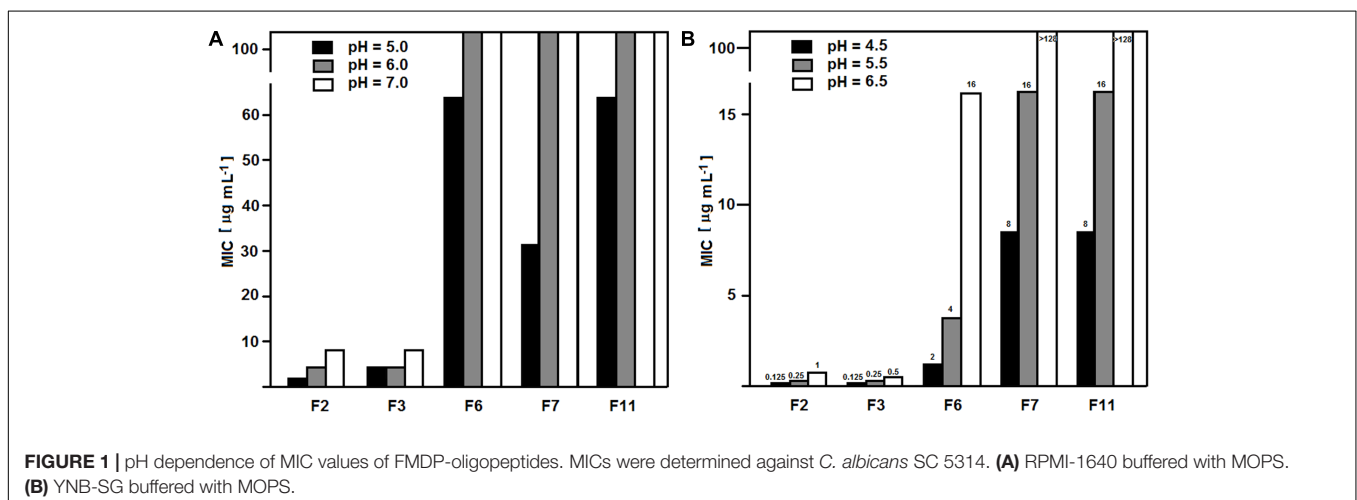 A
pH = 5.0
pH = 6.0
pH = 7.0
100
60
50
40
30
20
10
MIC [ µg mL-1 ]
F2 F3 F6 F7 F11
B
pH = 4.5
pH = 5.5
pH = 6.5
100
15
10
5
MIC [ µg mL-1 ]
>128 >128
16 16 16
8 8
4
2
1
0.125 0.25 0.125 0.25 0.5
F2 F3 F6 F7 F11
FIGURE 1 | pH dependence of MIC values of FMDP-oligopeptides. MICs were determined against C. albicans SC 5314. (A) RPMI-1640 buffered with MOPS.
(B) YNB-SG buffered with MOPS.